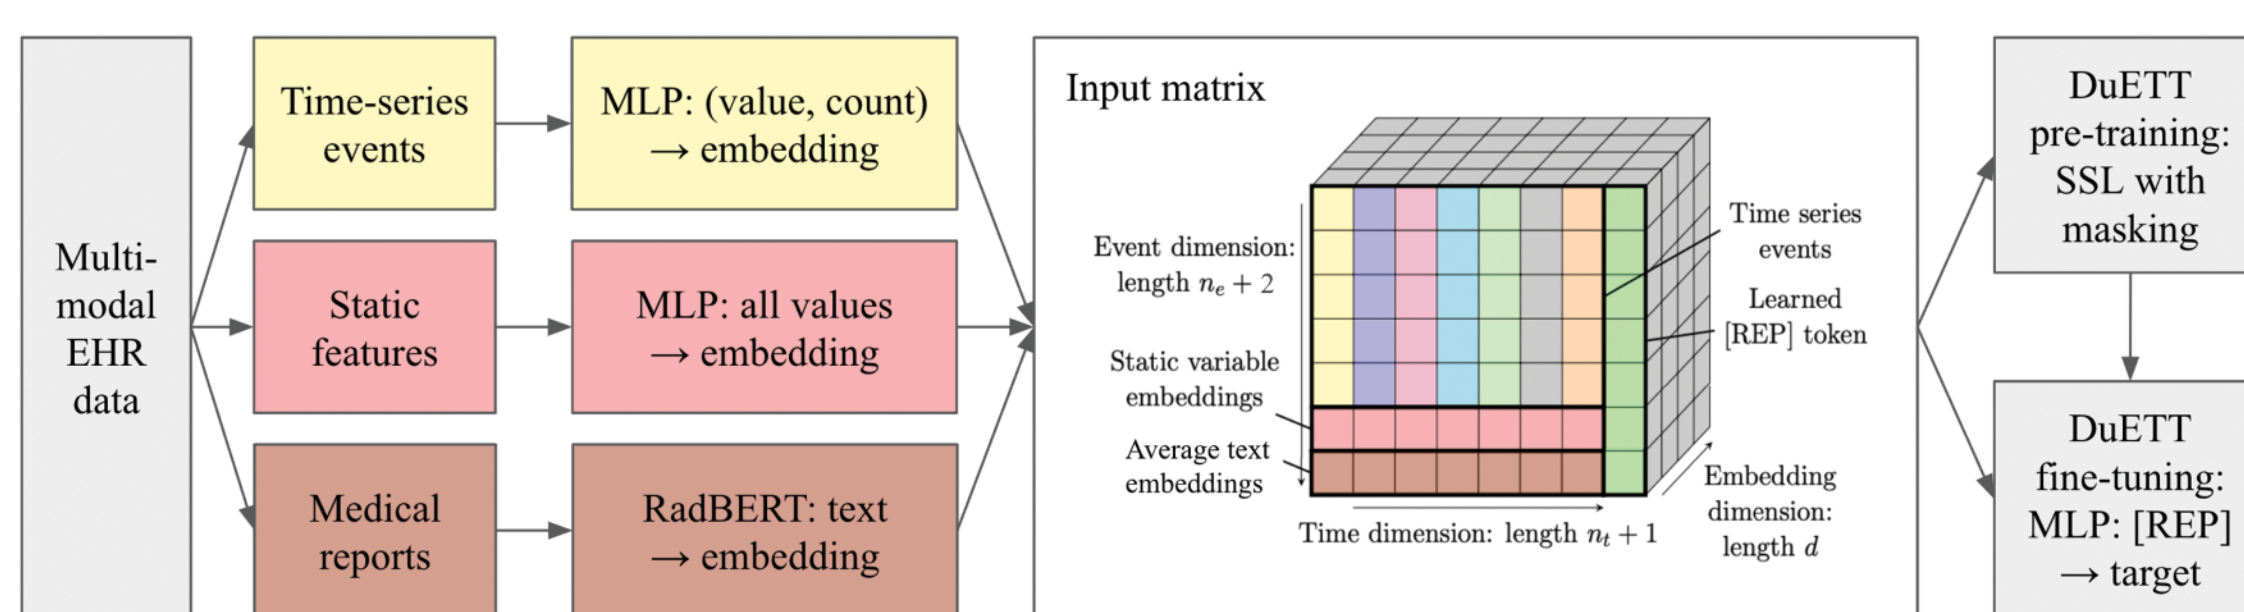 Multi-
modal
EHR
data
Time-series
events
MLP: (value, count)
→ embedding
Static
features
MLP: all values
→ embedding
Medical
reports
RadBERT: text
→ embedding
Input matrix
Event dimension:
length nₑ + 2
Static variable
embeddings
Average text
embeddings
Time series
events
Learned
[REP] token
Embedding
dimension:
length d
Time dimension: length nₜ + 1
DuETT
pre-training:
SSL with
masking
DuETT
fine-tuning:
MLP: [REP]
→ target